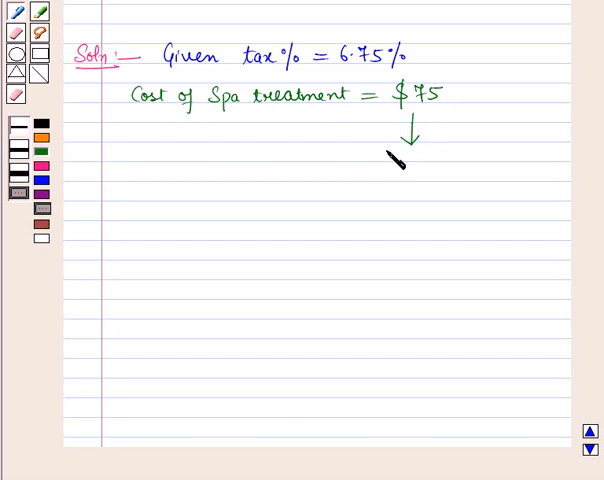 Soln:- Given tax% = 6.75%
Cost of Spa treatment = $75